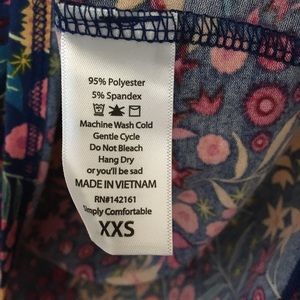 95% Polyester
5% Spandex
Machine Wash Cold
Gentle Cycle
Do Not Bleach
Hang Dry
or you'll be sad
MADE IN VIETNAM
RN#142161
Simply Comfortable
XXS